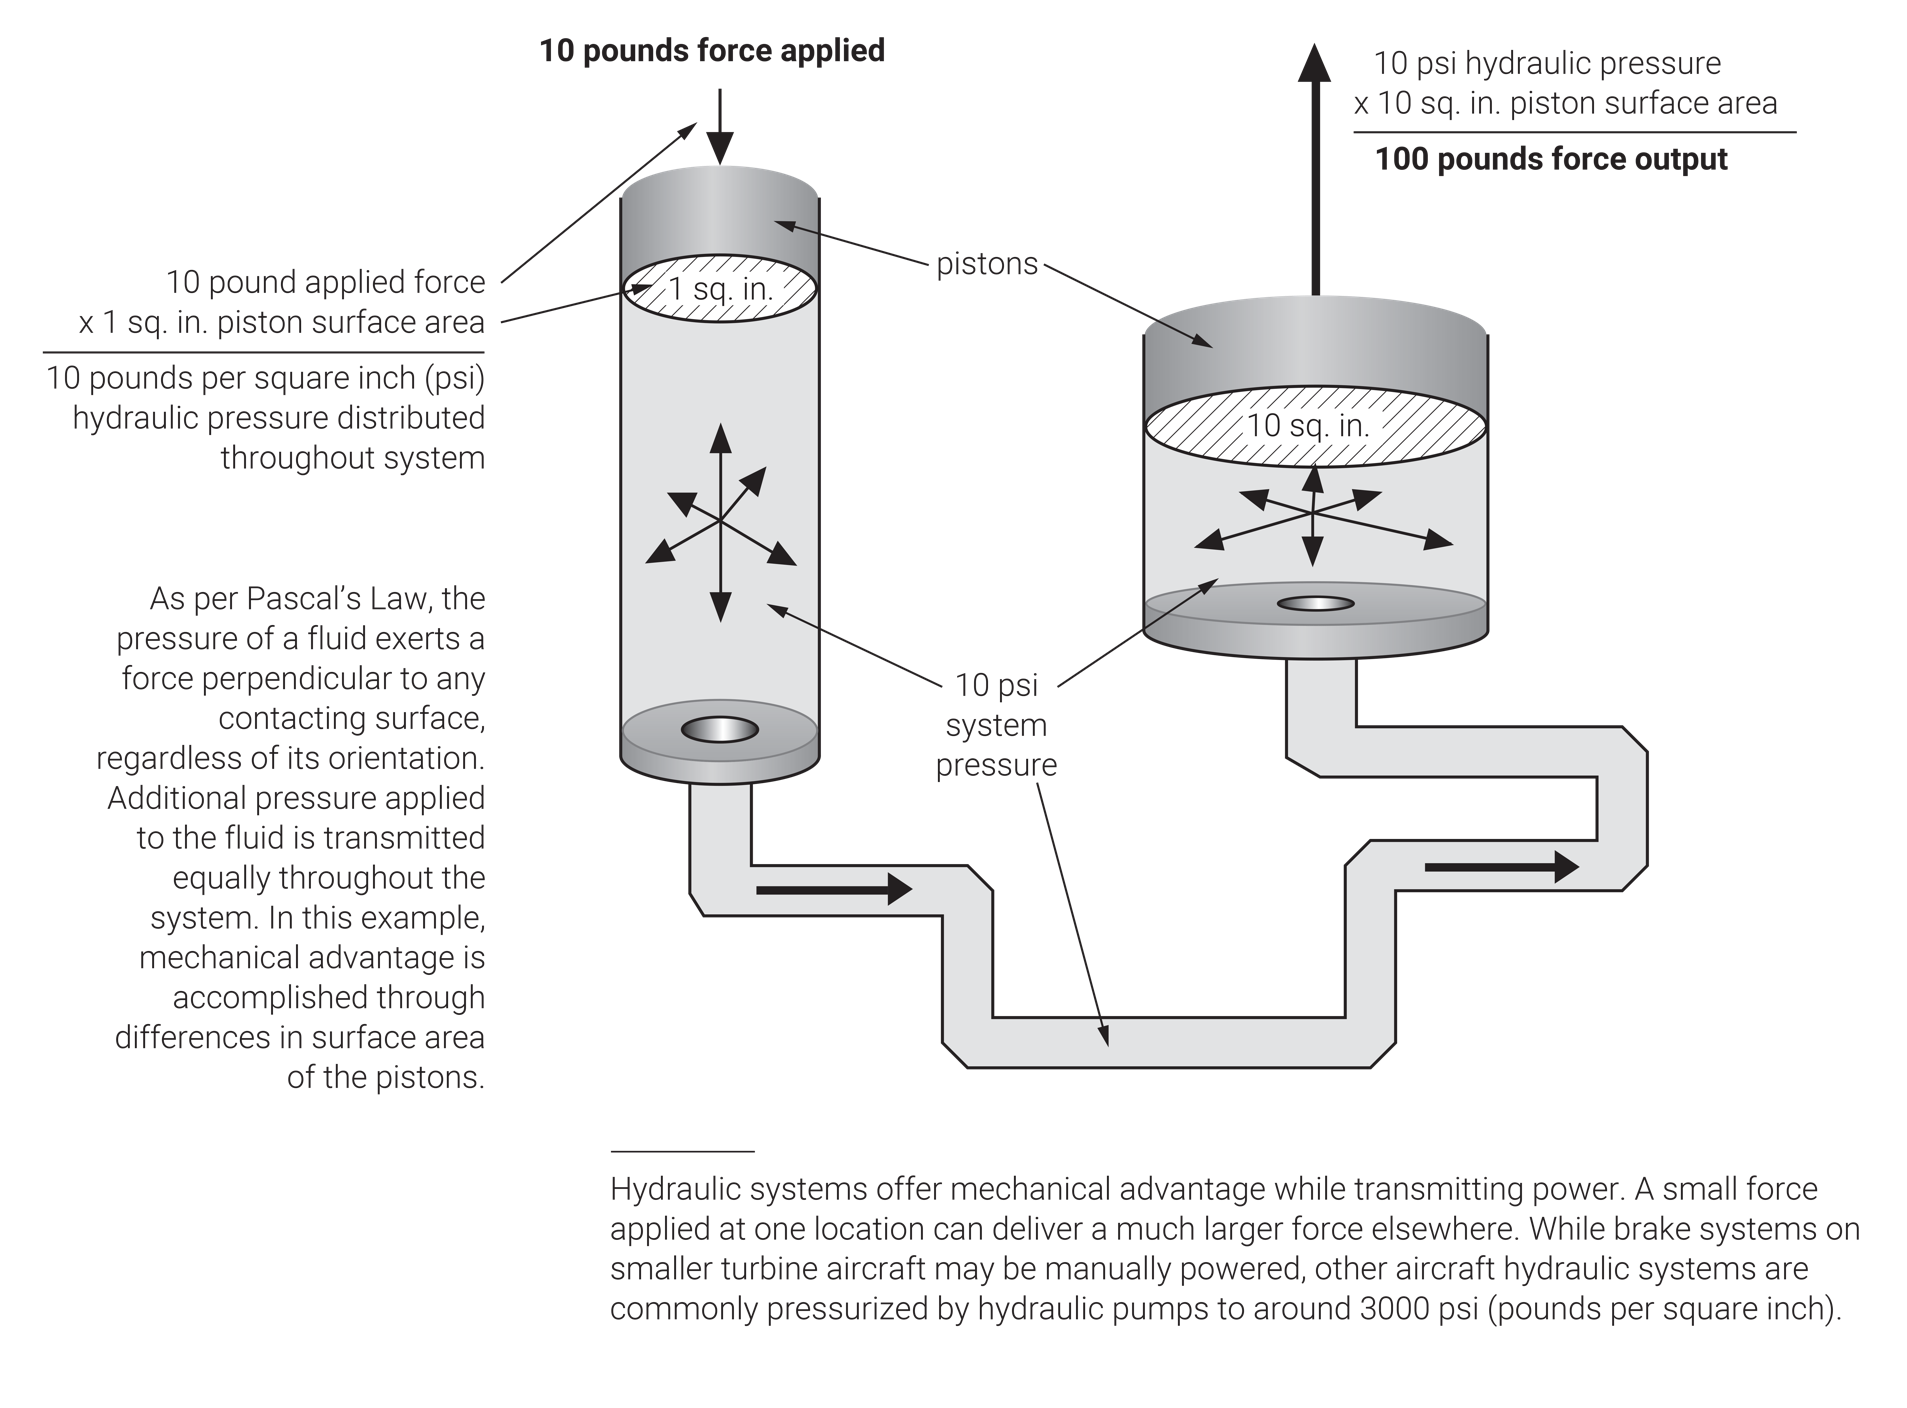 10 pounds force applied
10 psi hydraulic pressure
x 10 sq. in. piston surface area
100 pounds force output
pistons
10 pound applied force
x 1 sq. in. piston surface area
10 pounds per square inch (psi)
hydraulic pressure distributed
throughout system
1 sq. in.
10 sq. in.
As per Pascal’s Law, the
pressure of a fluid exerts a
force perpendicular to any
contacting surface,
regardless of its orientation.
Additional pressure applied
to the fluid is transmitted
equally throughout the
system. In this example,
mechanical advantage is
accomplished through
differences in surface area
of the pistons.
10 psi
system
pressure
Hydraulic systems offer mechanical advantage while transmitting power. A small force
applied at one location can deliver a much larger force elsewhere. While brake systems on
smaller turbine aircraft may be manually powered, other aircraft hydraulic systems are
commonly pressurized by hydraulic pumps to around 3000 psi (pounds per square inch).